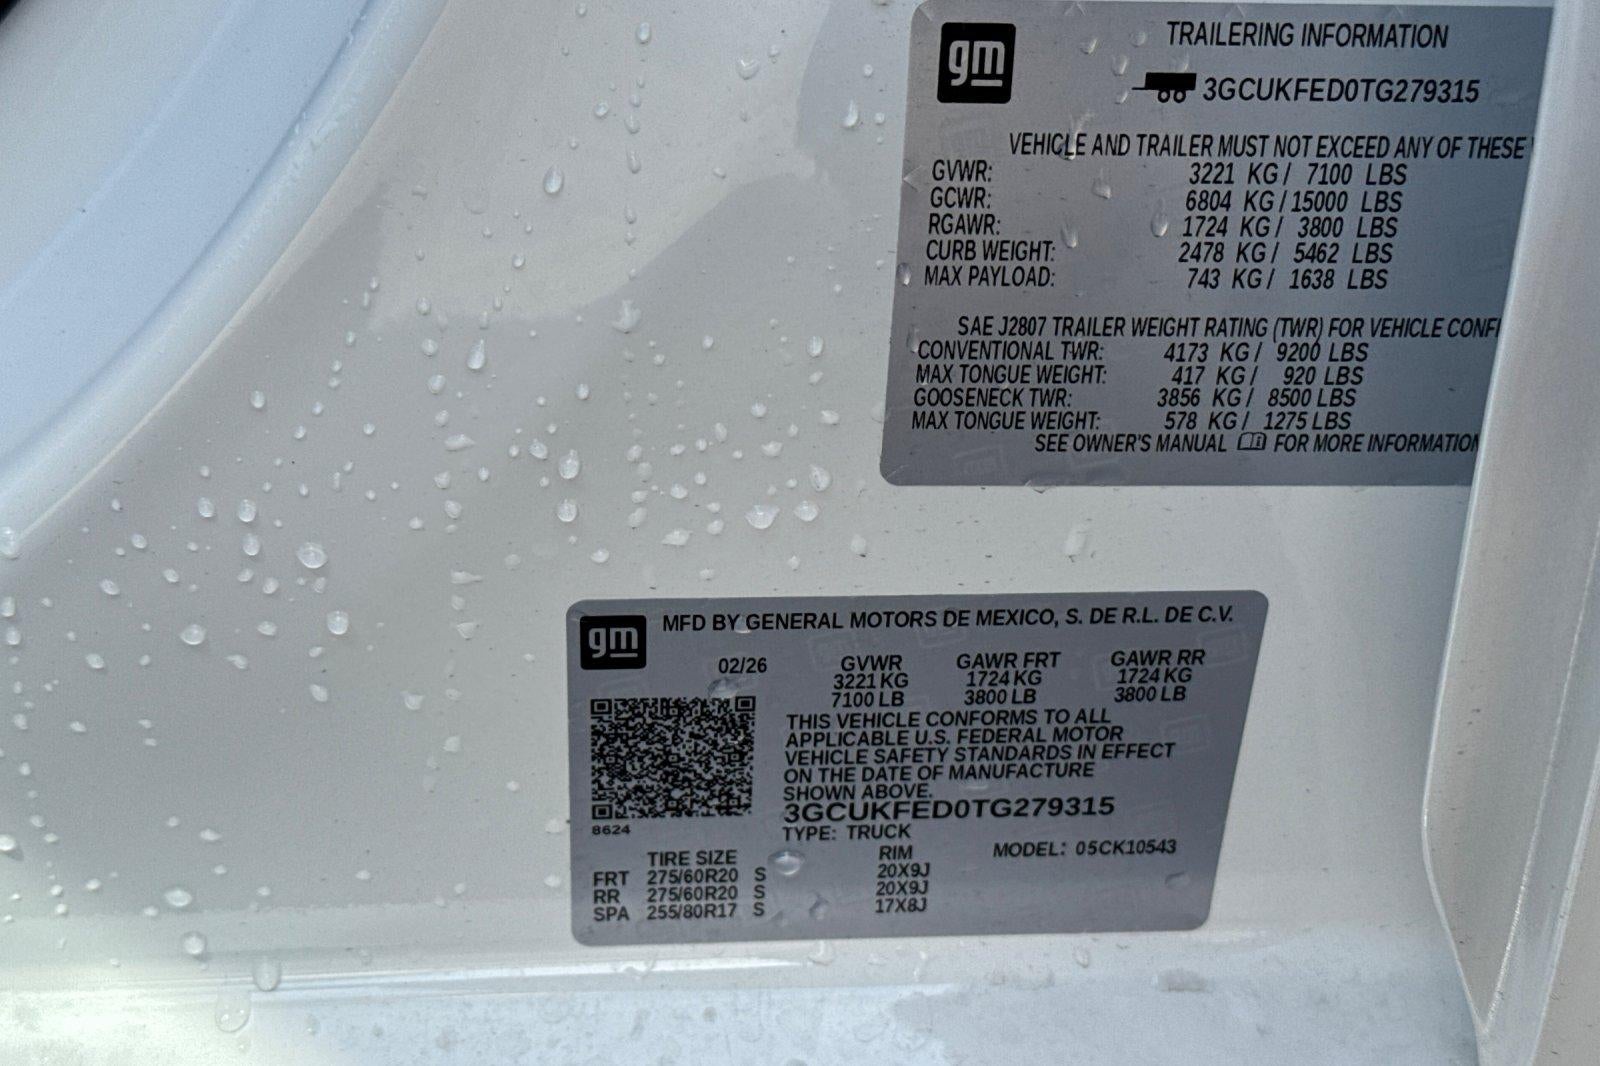 gm
TRAILERING INFORMATION
3GCUKFED0TG279315
VEHICLE AND TRAILER MUST NOT EXCEED ANY OF THESE
GVWR: 3221 KG / 7100 LBS
GCWR: 6804 KG / 15000 LBS
RGAWR: 1724 KG / 3800 LBS
CURB WEIGHT: 2478 KG / 5462 LBS
MAX PAYLOAD: 743 KG / 1638 LBS
SAE J2807 TRAILER WEIGHT RATING (TWR) FOR VEHICLE CONFI
CONVENTIONAL TWR: 4173 KG / 9200 LBS
MAX TONGUE WEIGHT: 417 KG / 920 LBS
GOOSENECK TWR: 3856 KG / 8500 LBS
MAX TONGUE WEIGHT: 578 KG / 1275 LBS
SEE OWNER'S MANUAL FOR MORE INFORMATION
gm
MFD BY GENERAL MOTORS DE MEXICO, S. DE R.L. DE C.V.
02/26 GVWR GAWR FRT GAWR RR
3221 KG 1724 KG 1724 KG
7100 LB 3800 LB 3800 LB
THIS VEHICLE CONFORMS TO ALL
APPLICABLE U.S. FEDERAL MOTOR
VEHICLE SAFETY STANDARDS IN EFFECT
ON THE DATE OF MANUFACTURE
SHOWN ABOVE.
3GCUKFED0TG279315
8624
TYPE: TRUCK
MODEL: 05CK10543
TIRE SIZE RIM
FRT 275/60R20 S 20X9J
RR 275/60R20 S 20X9J
SPA 255/80R17 S 17X8J